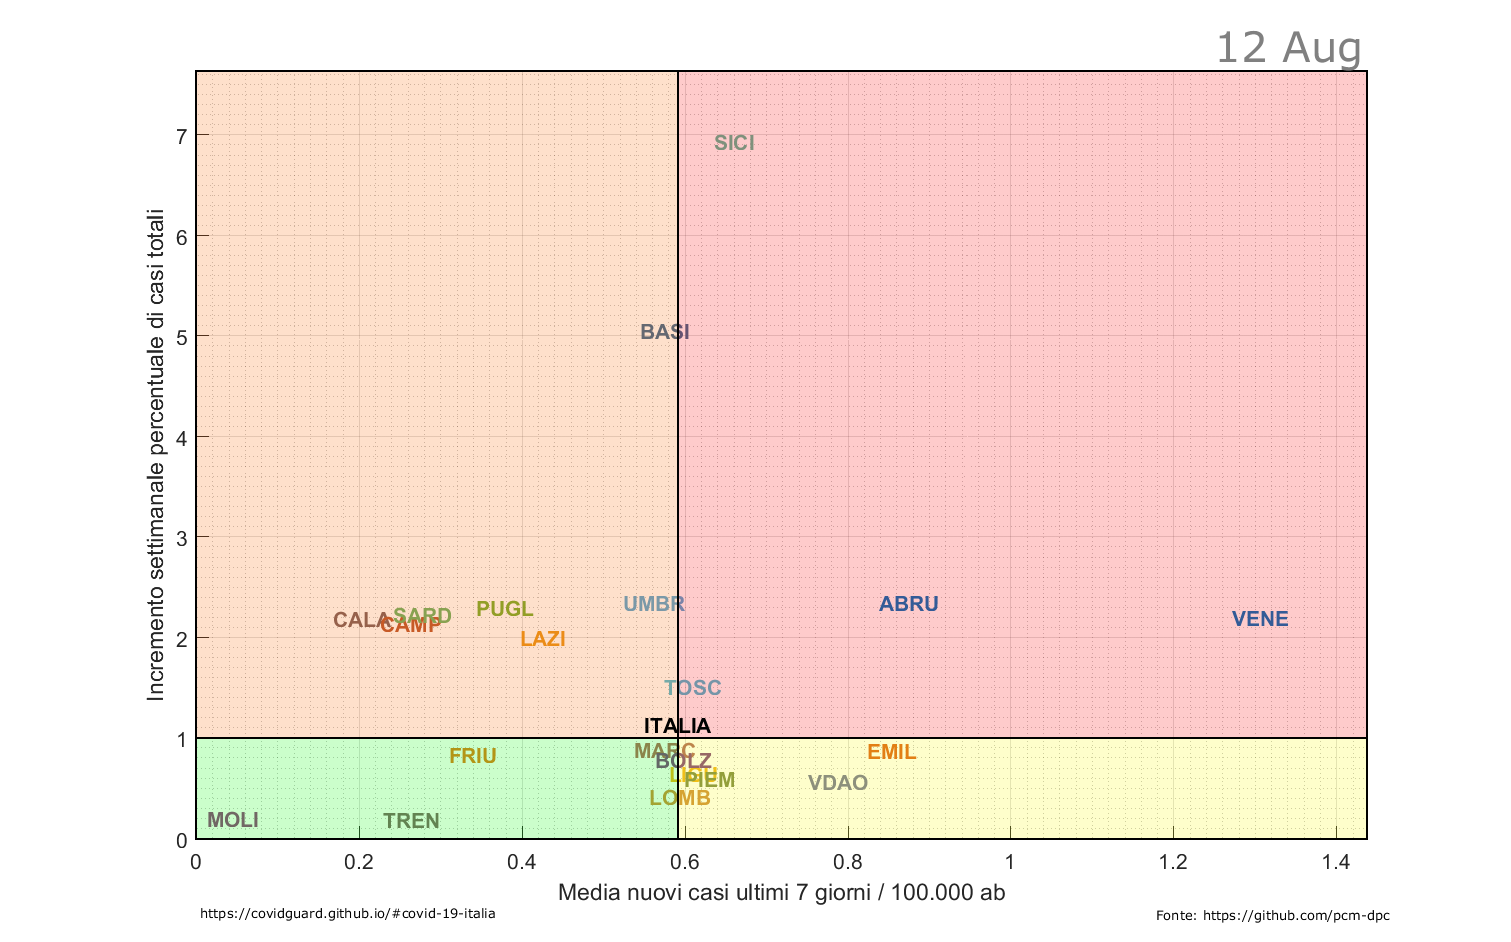 12 Aug
7
6
5
4
3
2
1
0
Incremento settimanale percentuale di casi totali
SICI
BASI
UMBR
ABRU
PUGL
SARD
CALA
CAMP
VENE
LAZI
TOSC
ITALIA
MARC
FRIU
EMIL
BOLZ
LIGU
PIEM
VDAO
LOMB
MOLI
TREN
0 0.2 0.4 0.6 0.8 1 1.2 1.4
Media nuovi casi ultimi 7 giorni / 100.000 ab
https://covidguard.github.io/#covid-19-italia
Fonte: https://github.com/pcm-dpc